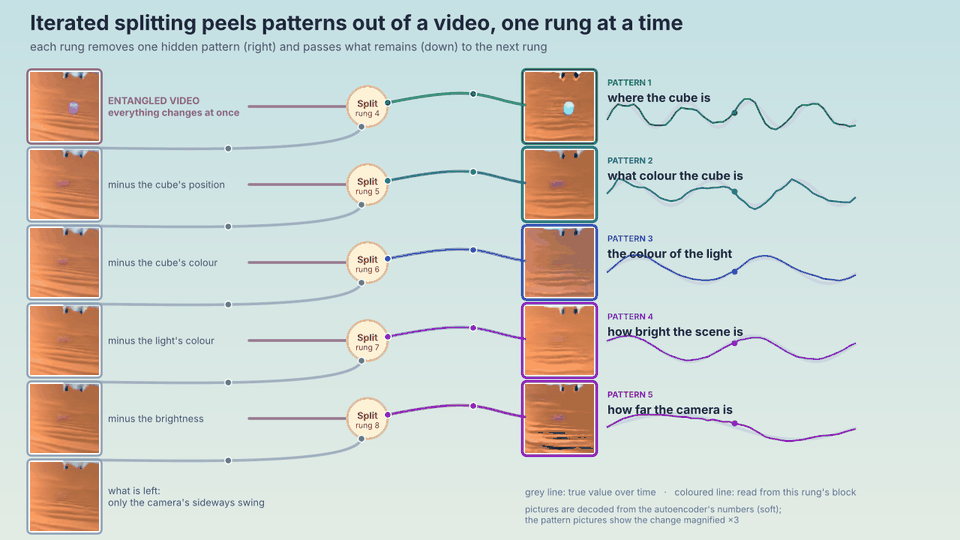 Iterated splitting peels patterns out of a video, one rung at a time
each rung removes one hidden pattern (right) and passes what remains (down) to the next rung
ENTANGLED VIDEO
everything changes at once
Split
rung 4
PATTERN 1
where the cube is
minus the cube's position
Split
rung 5
PATTERN 2
what colour the cube is
minus the cube's colour
Split
rung 6
PATTERN 3
the colour of the light
minus the light's colour
Split
rung 7
PATTERN 4
how bright the scene is
minus the brightness
Split
rung 8
PATTERN 5
how far the camera is
what is left:
only the camera's sideways swing
grey line: true value over time · coloured line: read from this rung's block
pictures are decoded from the autoencoder's numbers (soft);
the pattern pictures show the change magnified ×3